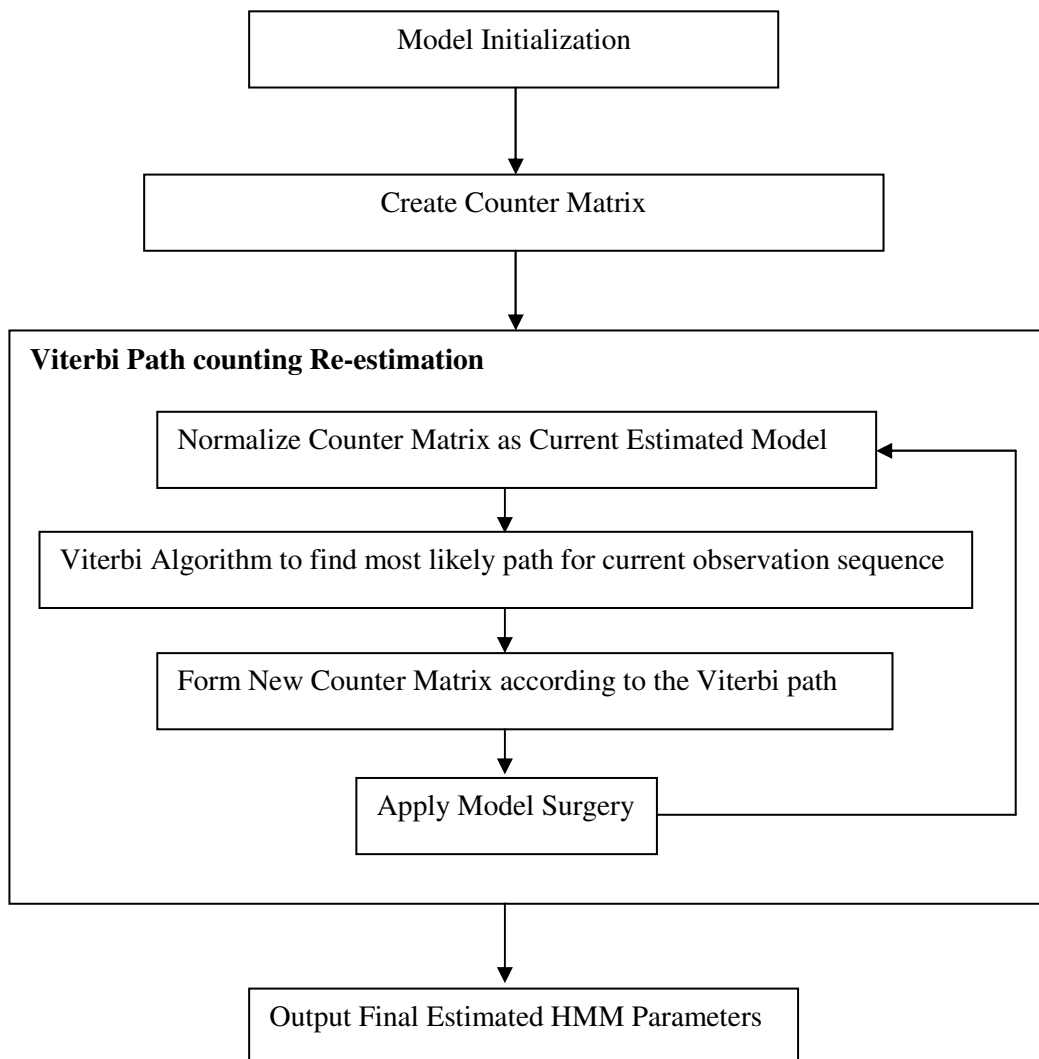 Model Initialization
Create Counter Matrix
Viterbi Path counting Re-estimation
Normalize Counter Matrix as Current Estimated Model
Viterbi Algorithm to find most likely path for current observation sequence
Form New Counter Matrix according to the Viterbi path
Apply Model Surgery
Output Final Estimated HMM Parameters